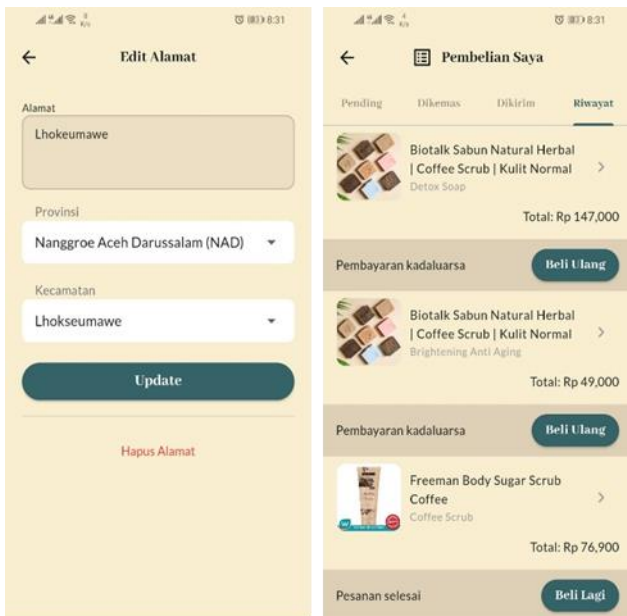 8:31
Edit Alamat
Alamat
Lhokeumawe
Provinsi
Nanggroe Aceh Darussalam (NAD)
Kecamatan
Lhokseumawe
Update
Hapus Alamat
8:31
Pembelian Saya
Pending Dikemas Dikirim Riwayat
Biotalk Sabun Natural Herbal
| Coffee Scrub | Kulit Normal
Detox Soap
Total: Rp 147,000
Pembayaran kadaluarsa Beli Ulang
Biotalk Sabun Natural Herbal
| Coffee Scrub | Kulit Normal
Brightening Anti Aging
Total: Rp 49,000
Pembayaran kadaluarsa Beli Ulang
Freeman Body Sugar Scrub
Coffee
Coffee Scrub
Total: Rp 76,900
Pesanan selesai Beli Lagi